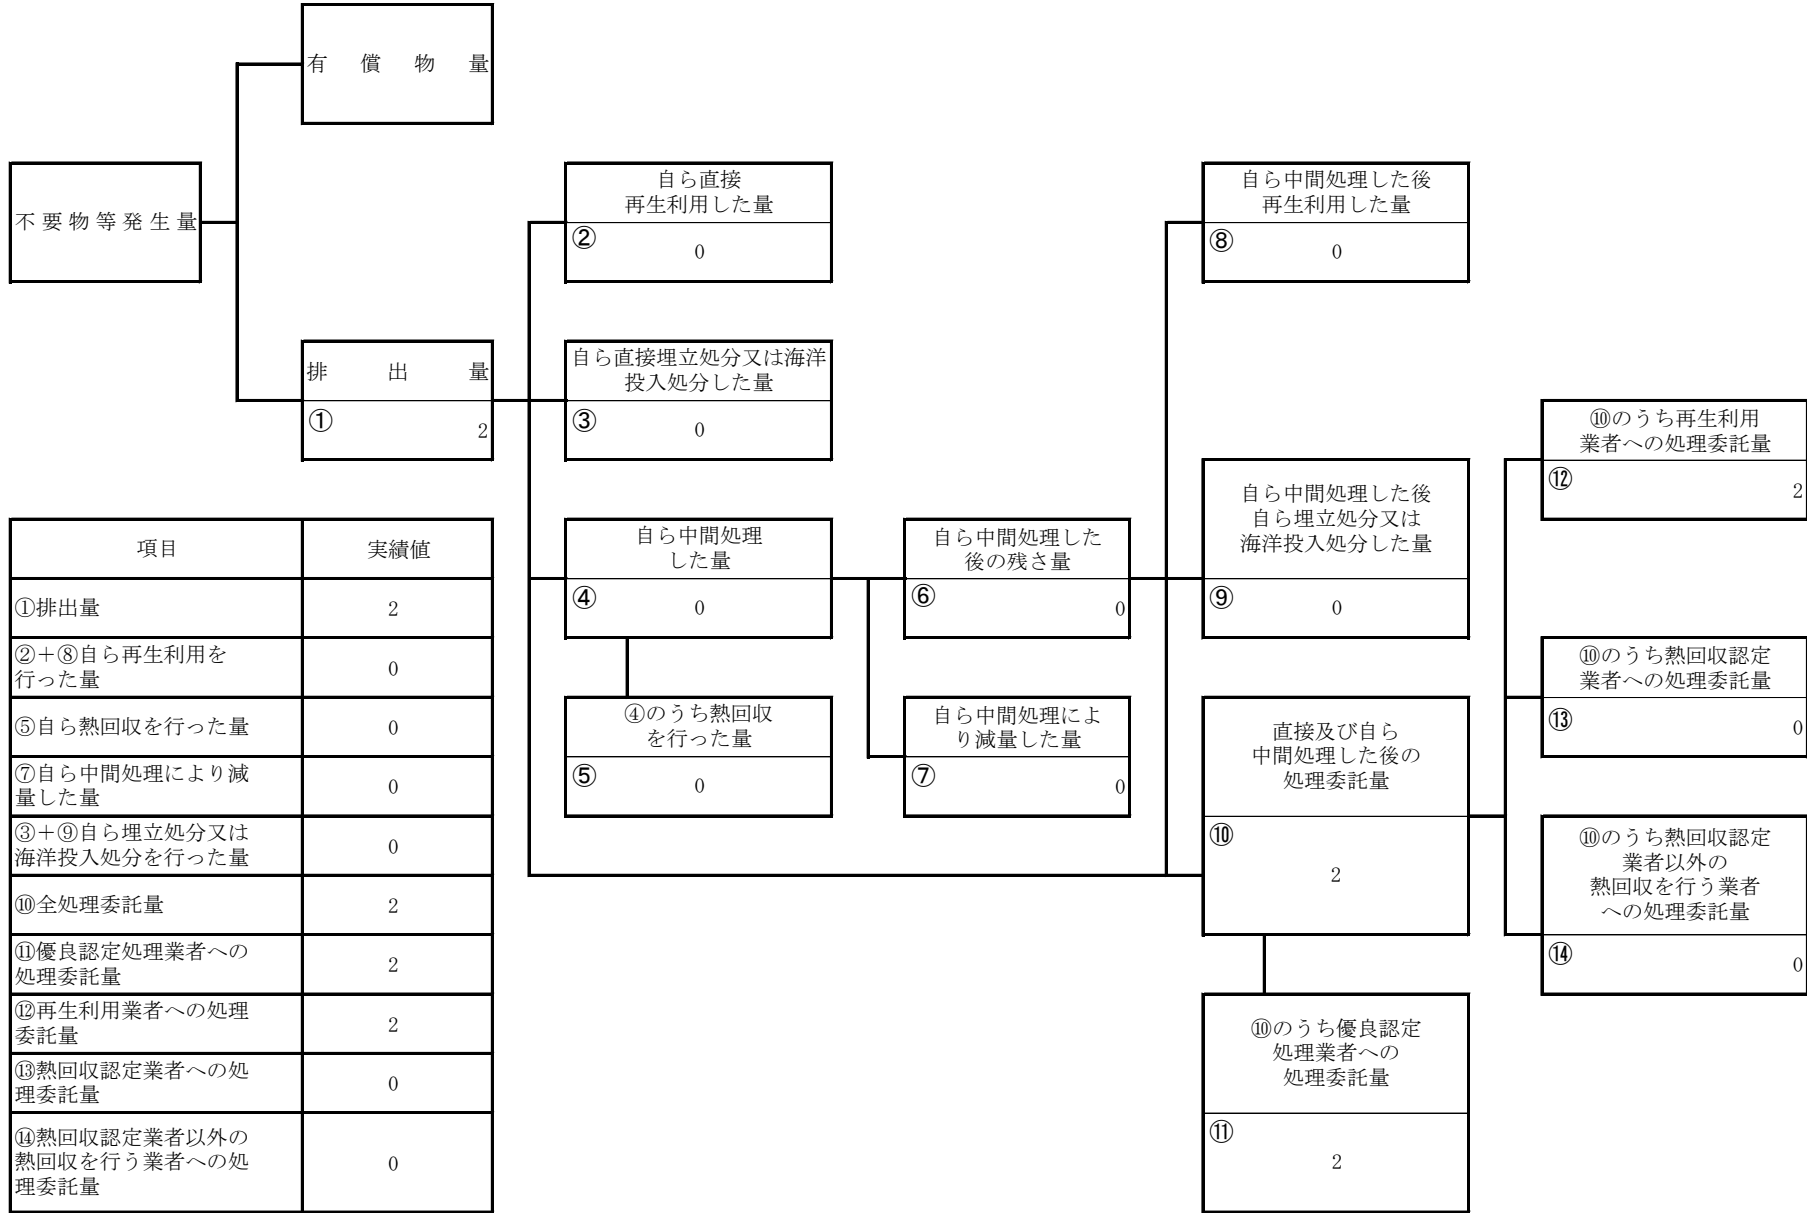 有償物量
不要物等発生量
排出量
① 2
自ら直接
再生利用した量
② 0
自ら直接埋立処分又は海洋
投入処分した量
③ 0
自ら中間処理
した量
④ 0
④のうち熱回収
を行った量
⑤ 0
自ら中間処理した
後の残さ量
⑥ 0
自ら中間処理によ
り減量した量
⑦ 0
自ら中間処理した後
再生利用した量
⑧ 0
自ら中間処理した後
自ら埋立処分又は
海洋投入処分した量
⑨ 0
直接及び自ら
中間処理した後の
処理委託量
⑩
2
⑩のうち優良認定
処理業者への
処理委託量
⑪
2
⑩のうち再生利用
業者への処理委託量
⑫ 2
⑩のうち熱回収認定
業者への処理委託量
⑬ 0
⑩のうち熱回収認定
業者以外の
熱回収を行う業者
への処理委託量
⑭ 0
項目 実績値
①排出量 2
②+⑧自ら再生利用を
行った量 0
⑤自ら熱回収を行った量 0
⑦自ら中間処理により減
量した量 0
③+⑨自ら埋立処分又は
海洋投入処分を行った量 0
⑩全処理委託量 2
⑪優良認定処理業者への
処理委託量 2
⑫再生利用業者への処理
委託量 2
⑬熱回収認定業者への処
理委託量 0
⑭熱回収認定業者以外の
熱回収を行う業者への処
理委託量 0